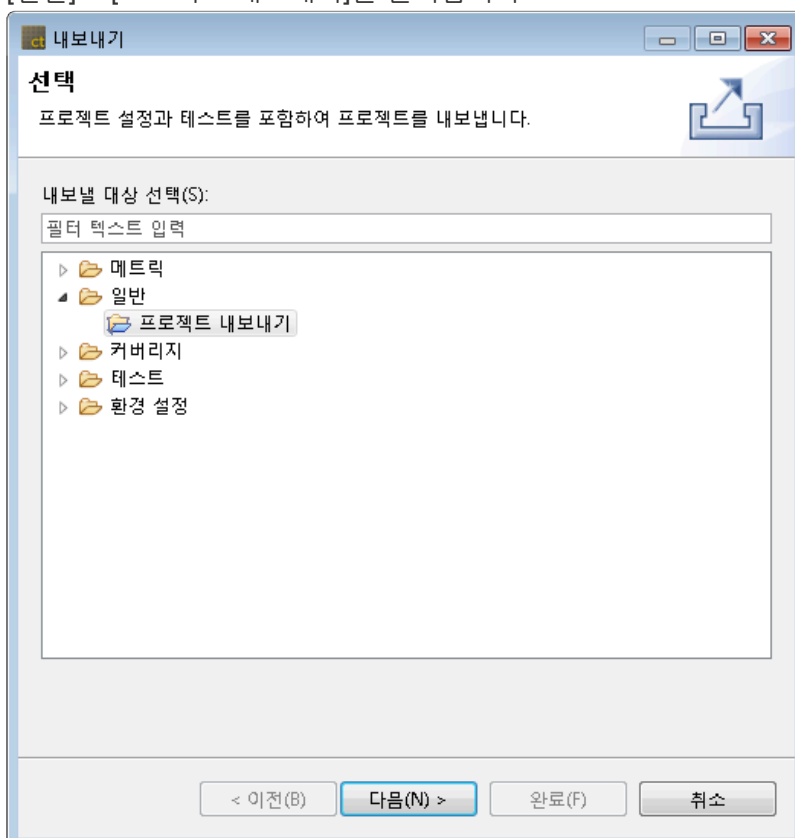 ct 내보내기
선택
프로젝트 설정과 테스트를 포함하여 프로젝트를 내보냅니다.
내보낼 대상 선택(S):
필터 텍스트 입력
메트릭
일반
프로젝트 내보내기
커버리지
테스트
환경 설정
< 이전(B) 다음(N) > 완료(F) 취소